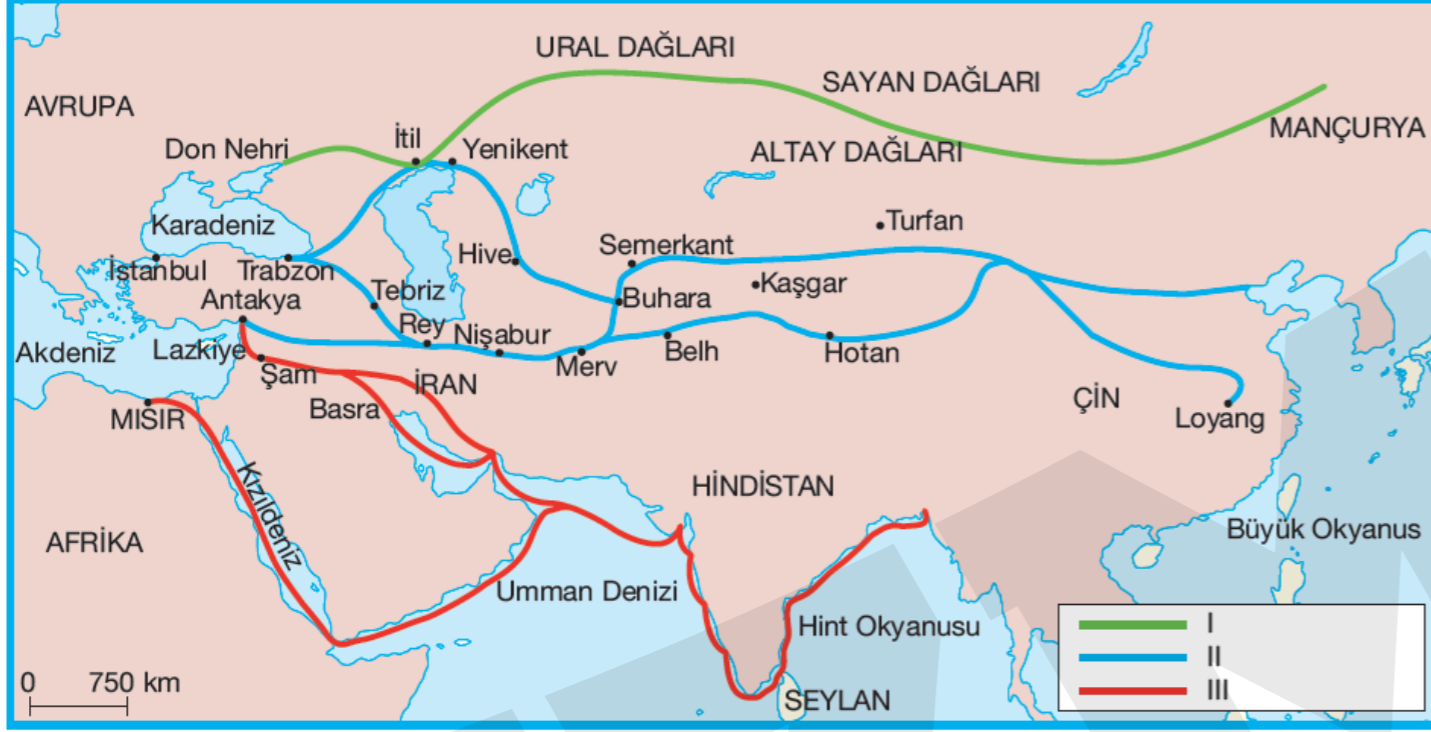 URAL DAĞLARI
SAYAN DAĞLARI
AVRUPA
MANÇURYA
İtil
Don Nehri
Yenikent
ALTAY DAĞLARI
Karadeniz
Turfan
Semerkant
Hive
İstanbul
Trabzon
Kaşgar
Tebriz
Buhara
Antakya
Rey
Nişabur
Akdeniz
Lazkiye
Merv
Belh
Hotan
Şam
İRAN
ÇİN
Basra
MISIR
Loyang
Kızıldeniz
HİNDİSTAN
AFRİKA
Büyük Okyanus
Umman Denizi
Hint Okyanusu
I
II
0 750 km
III
SEYLAN